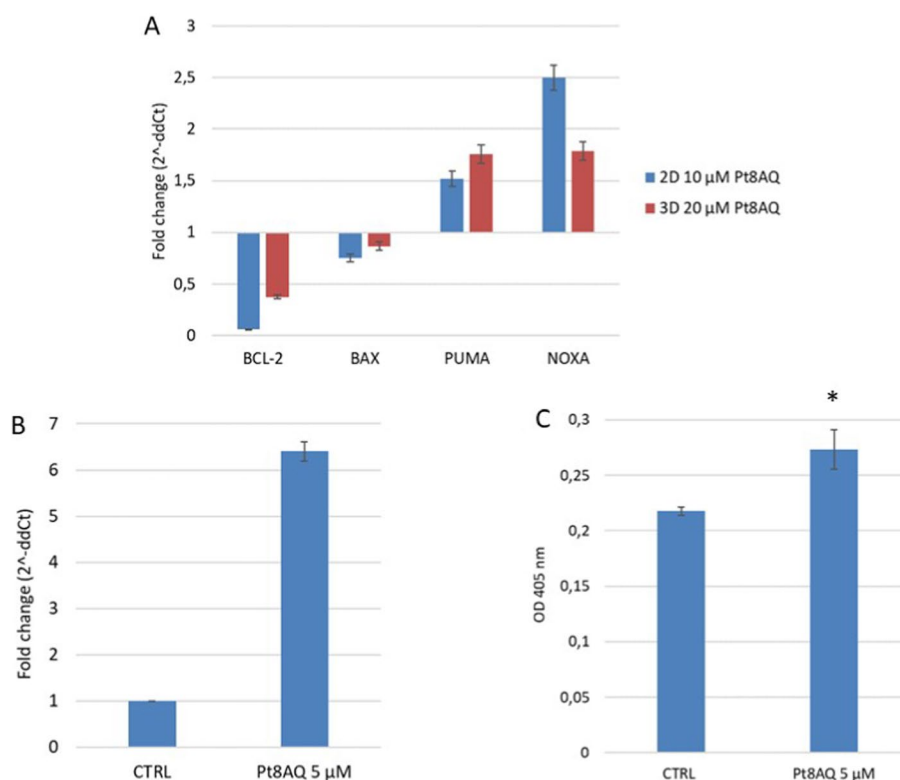 A
Fold change (2^-ddCt)
3
2,5
2
1,5
1
0,5
0
BCL-2 BAX PUMA NOXA
2D 10 µM Pt8AQ
3D 20 µM Pt8AQ
B
Fold change (2^-ddCt)
7
6
5
4
3
2
1
0
CTRL Pt8AQ 5 µM
C
*
OD 405 nm
0,3
0,25
0,2
0,15
0,1
0,05
0
CTRL Pt8AQ 5 µM